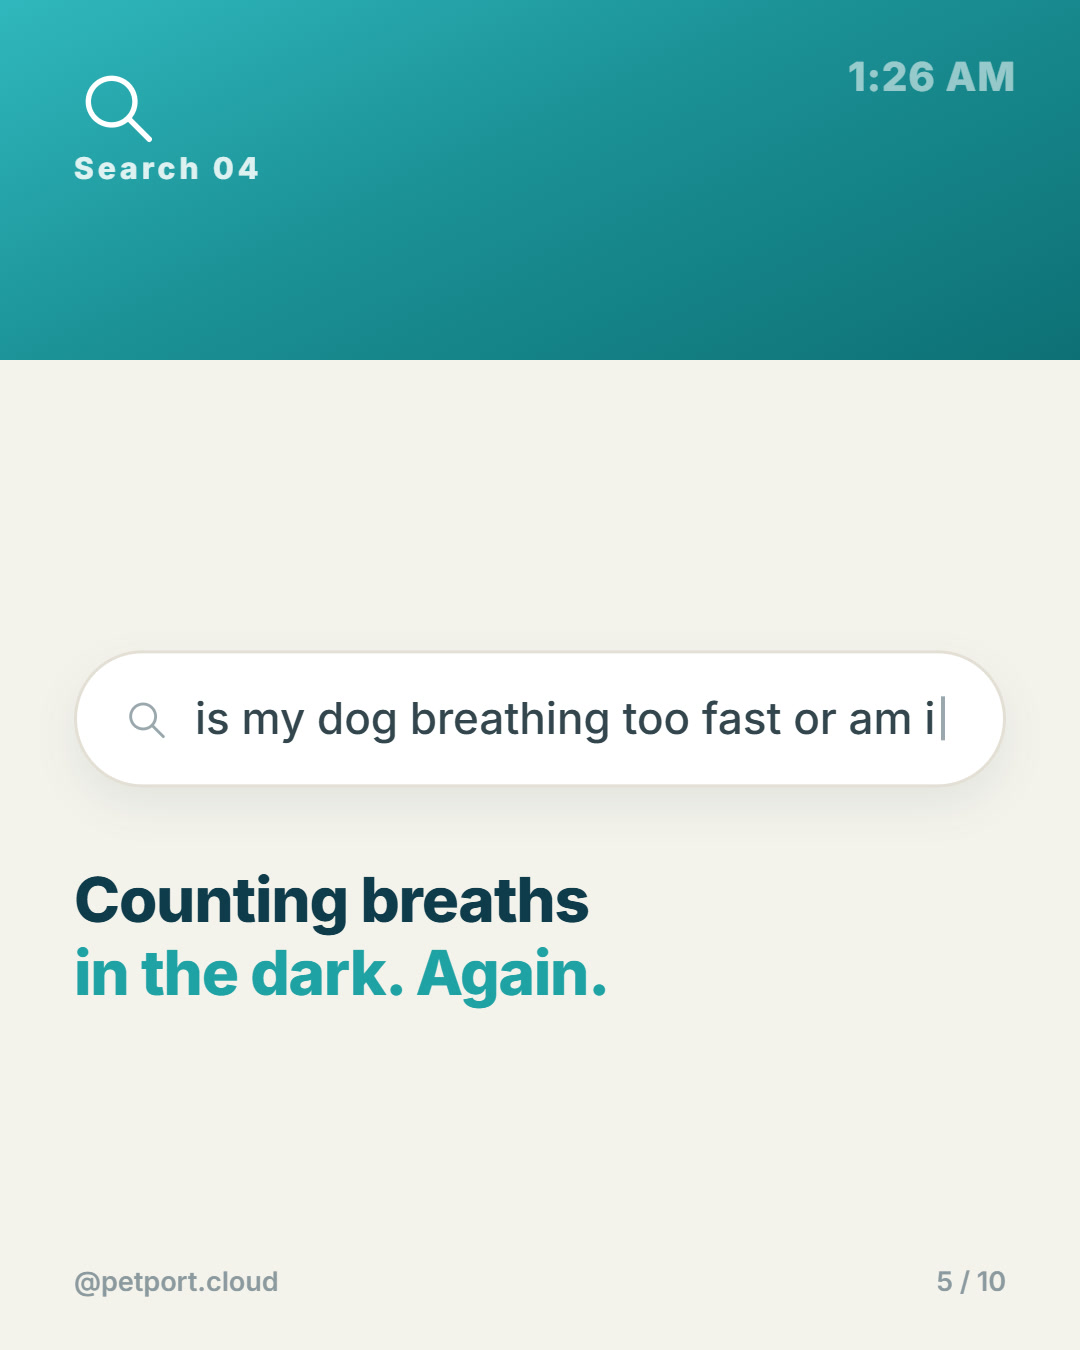 1:26 AM
Search 04
is my dog breathing too fast or am i
Counting breaths
in the dark. Again.
@petport.cloud
5 / 10